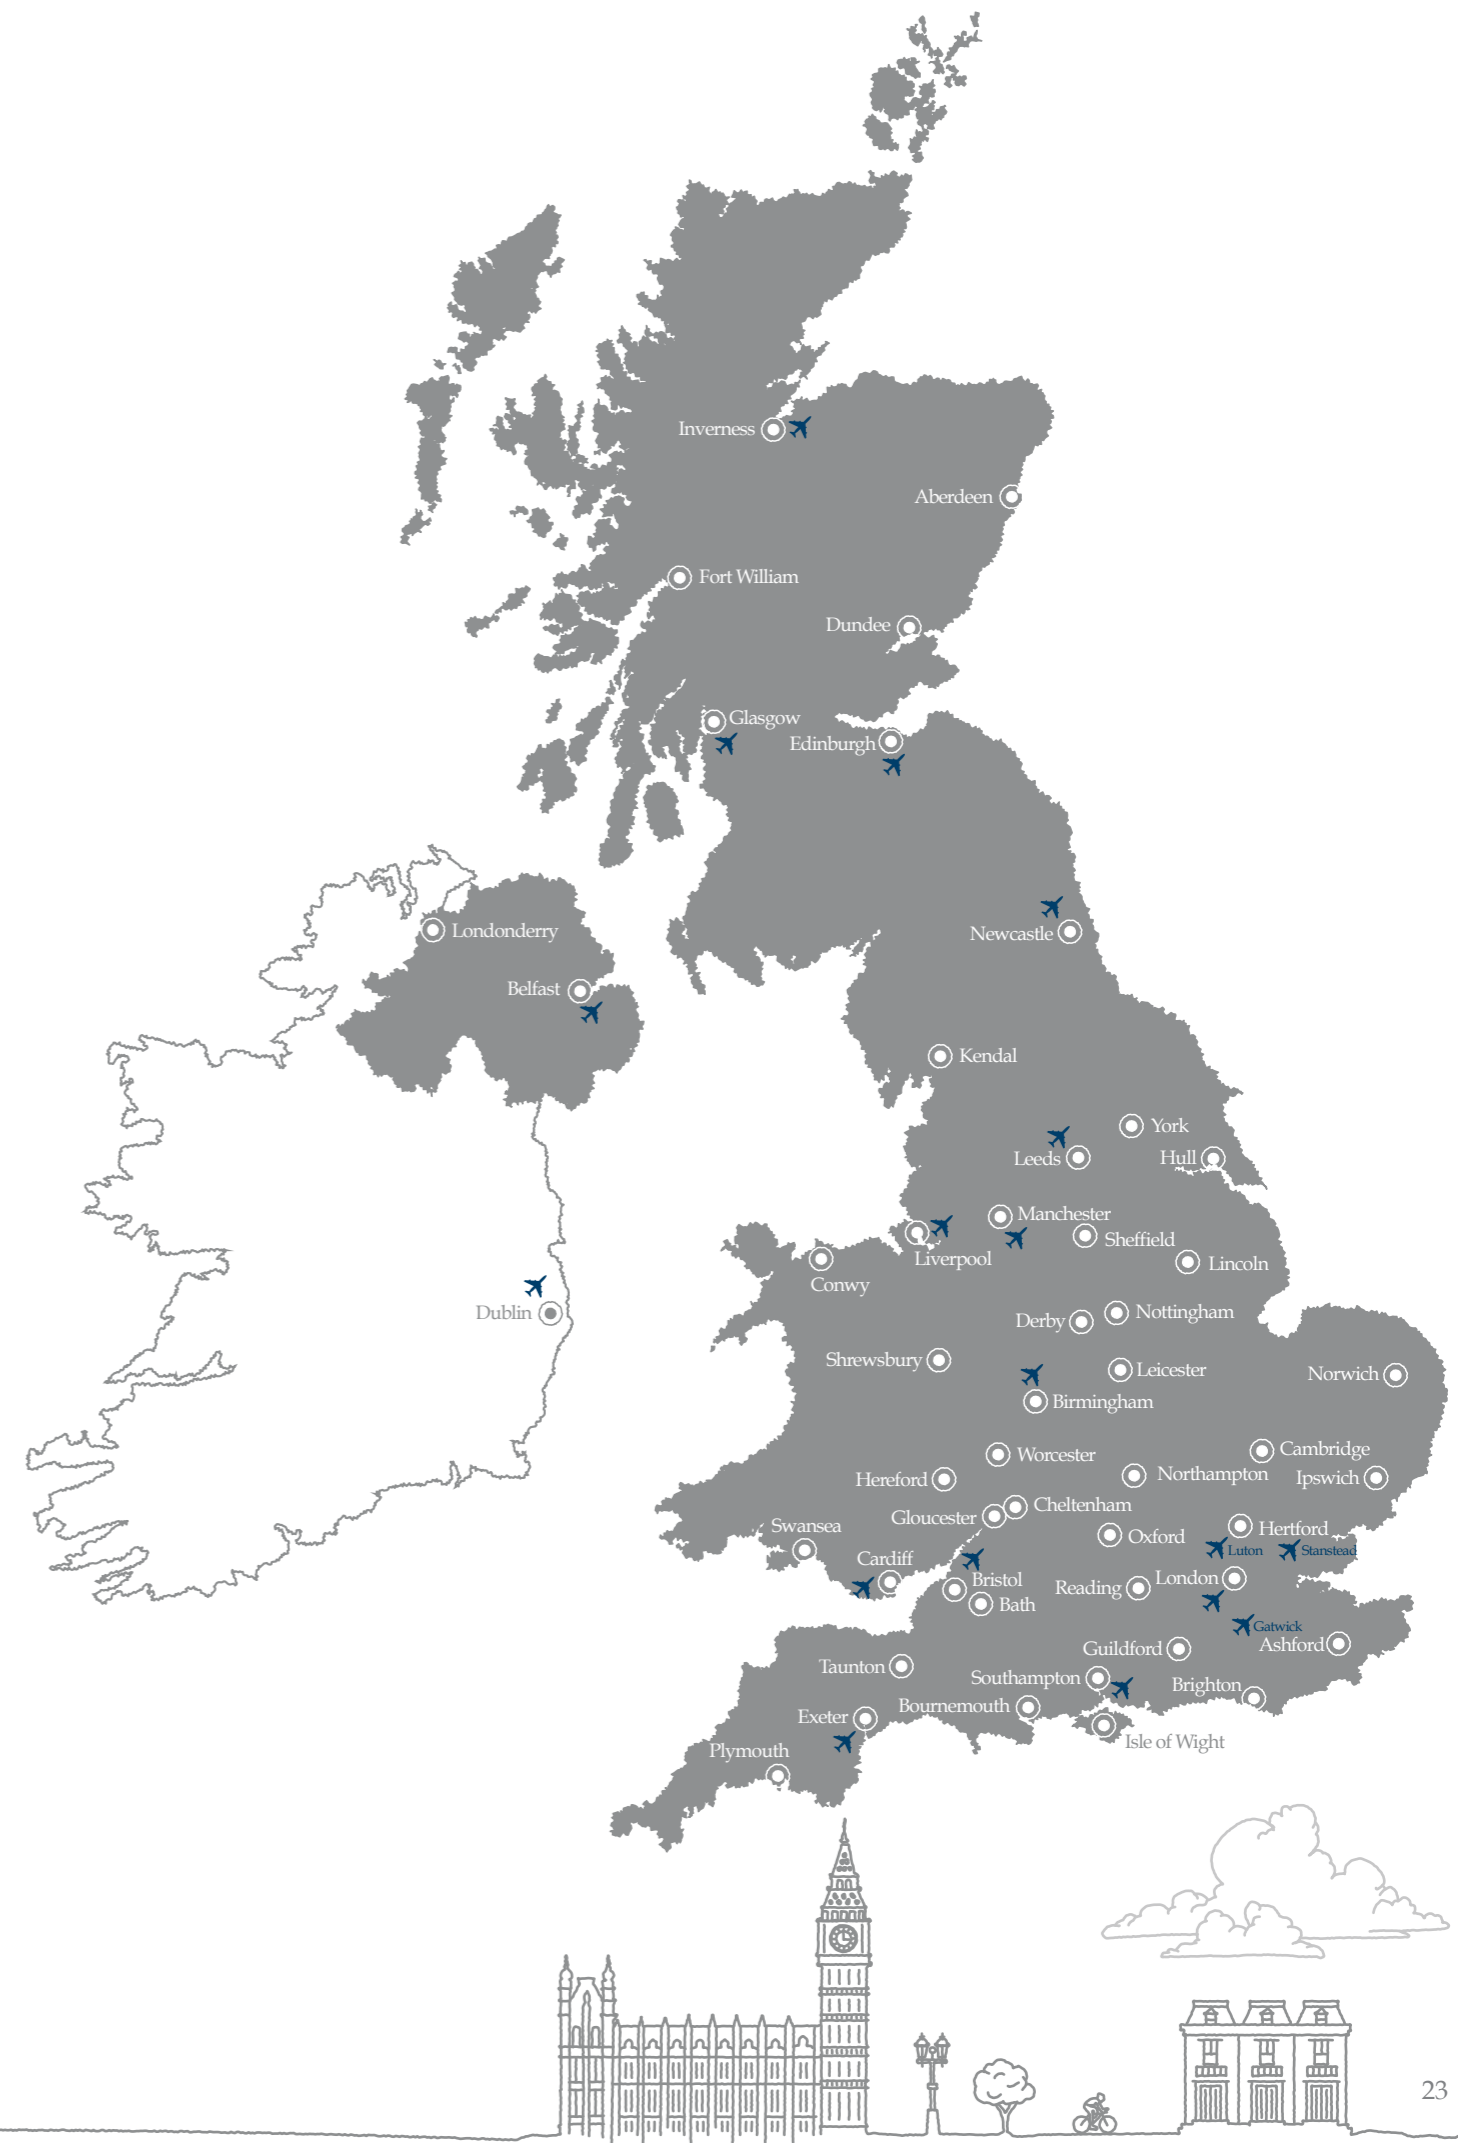 Inverness
Aberdeen
Fort William
Dundee
Glasgow
Edinburgh
Londonderry
Newcastle
Belfast
Kendal
York
Leeds
Hull
Manchester
Sheffield
Liverpool
Lincoln
Conwy
Dublin
Nottingham
Derby
Shrewsbury
Leicester
Norwich
Birmingham
Cambridge
Worcester
Northampton
Ipswich
Hereford
Cheltenham
Gloucester
Swansea
Hertford
Oxford
Luton
Stanstead
Cardiff
London
Bristol
Reading
Bath
Gatwick
Ashford
Guildford
Taunton
Southampton
Brighton
Bournemouth
Exeter
Isle of Wight
Plymouth
23